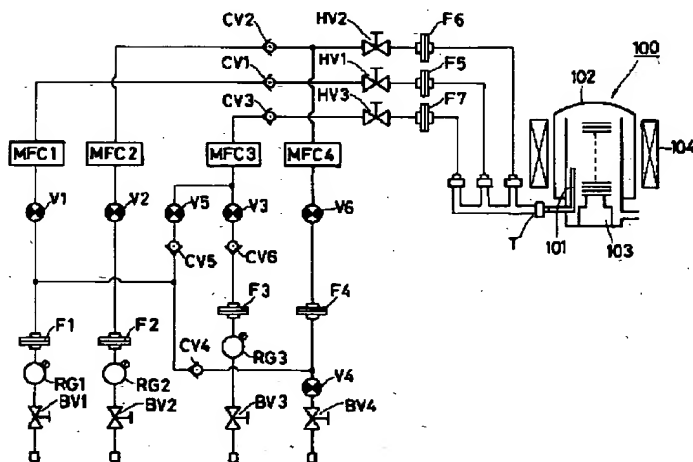 CV2 HV2 F6
CV1 HV1 F5
CV3 HV3 F7
100
102
104
MFC1 MFC2 MFC3 MFC4
V1 V2 V5 V3 V6
CV5 CV6
T 101 103
F1 F2 F3 F4
RG1 RG2 CV4 RG3 V4
BV1 BV2 BV3 BV4